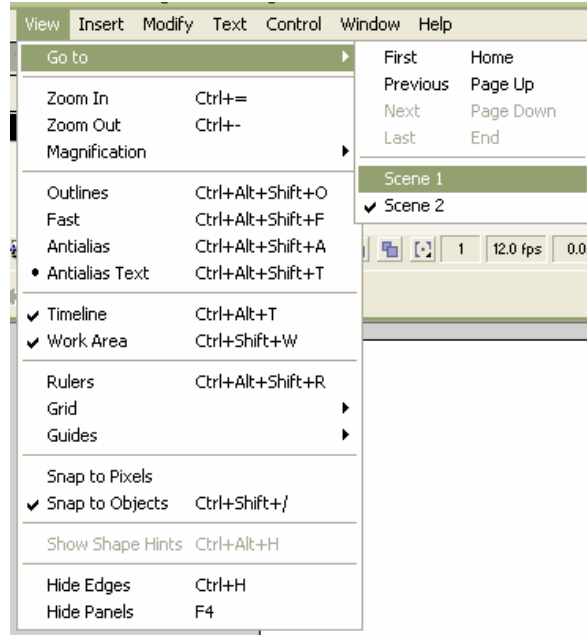 View Insert Modify Text Control Window Help
Go to
Zoom In Ctrl+=
Zoom Out Ctrl+-
Magnification
Outlines Ctrl+Alt+Shift+O
Fast Ctrl+Alt+Shift+F
Antialias Ctrl+Alt+Shift+A
Antialias Text Ctrl+Alt+Shift+T
Timeline Ctrl+Alt+T
Work Area Ctrl+Shift+W
Rulers Ctrl+Alt+Shift+R
Grid
Guides
Snap to Pixels
Snap to Objects Ctrl+Shift+/
Show Shape Hints Ctrl+Alt+H
Hide Edges Ctrl+H
Hide Panels F4
First Home
Previous Page Up
Next Page Down
Last End
Scene 1
Scene 2
1 12.0 fps 0.0